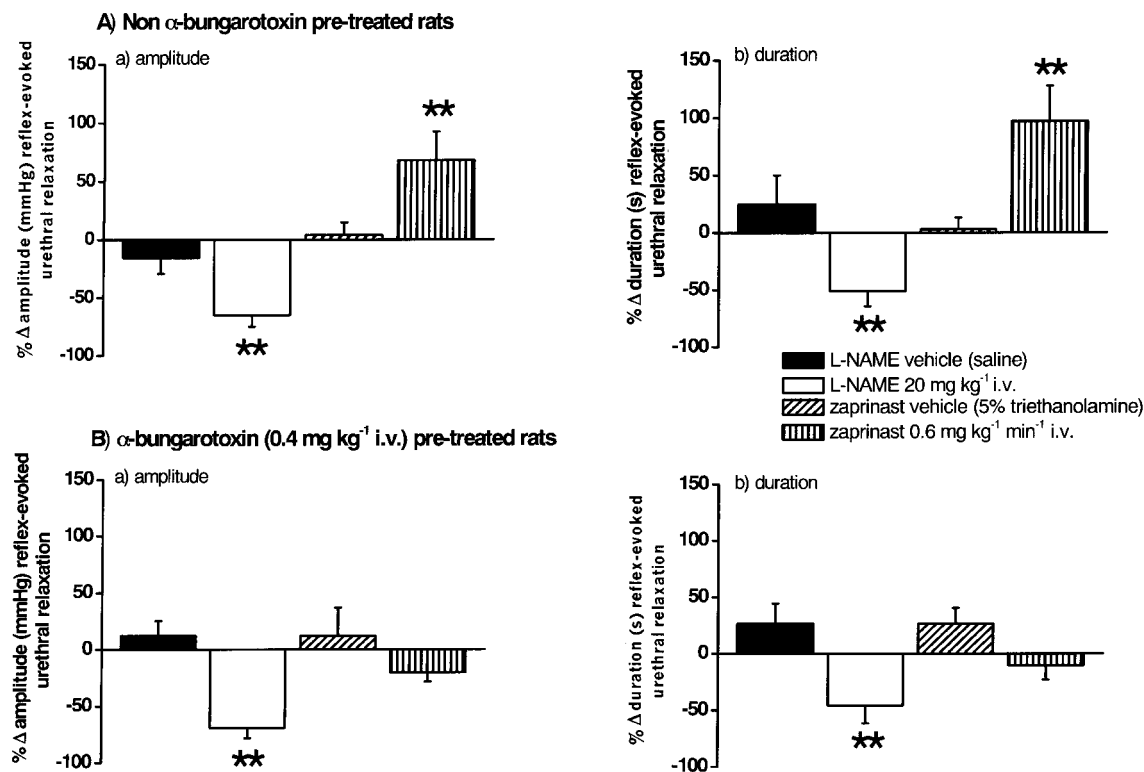 A) Non α-bungarotoxin pre-treated rats
a) amplitude
% Δ amplitude (mmHg) reflex-evoked
urethral relaxation
150
100
50
0
-50
-100
**
**
b) duration
% Δ duration (s) reflex-evoked
urethral relaxation
150
100
50
0
-50
-100
**
**
L-NAME vehicle (saline)
L-NAME 20 mg kg⁻¹ i.v.
zaprinast vehicle (5% triethanolamine)
zaprinast 0.6 mg kg⁻¹ min⁻¹ i.v.
B) α-bungarotoxin (0.4 mg kg⁻¹ i.v.) pre-treated rats
a) amplitude
% Δ amplitude (mmHg) reflex-evoked
urethral relaxation
150
100
50
0
-50
-100
**
b) duration
% Δ duration (s) reflex-evoked
urethral relaxation
150
100
50
0
-50
-100
**